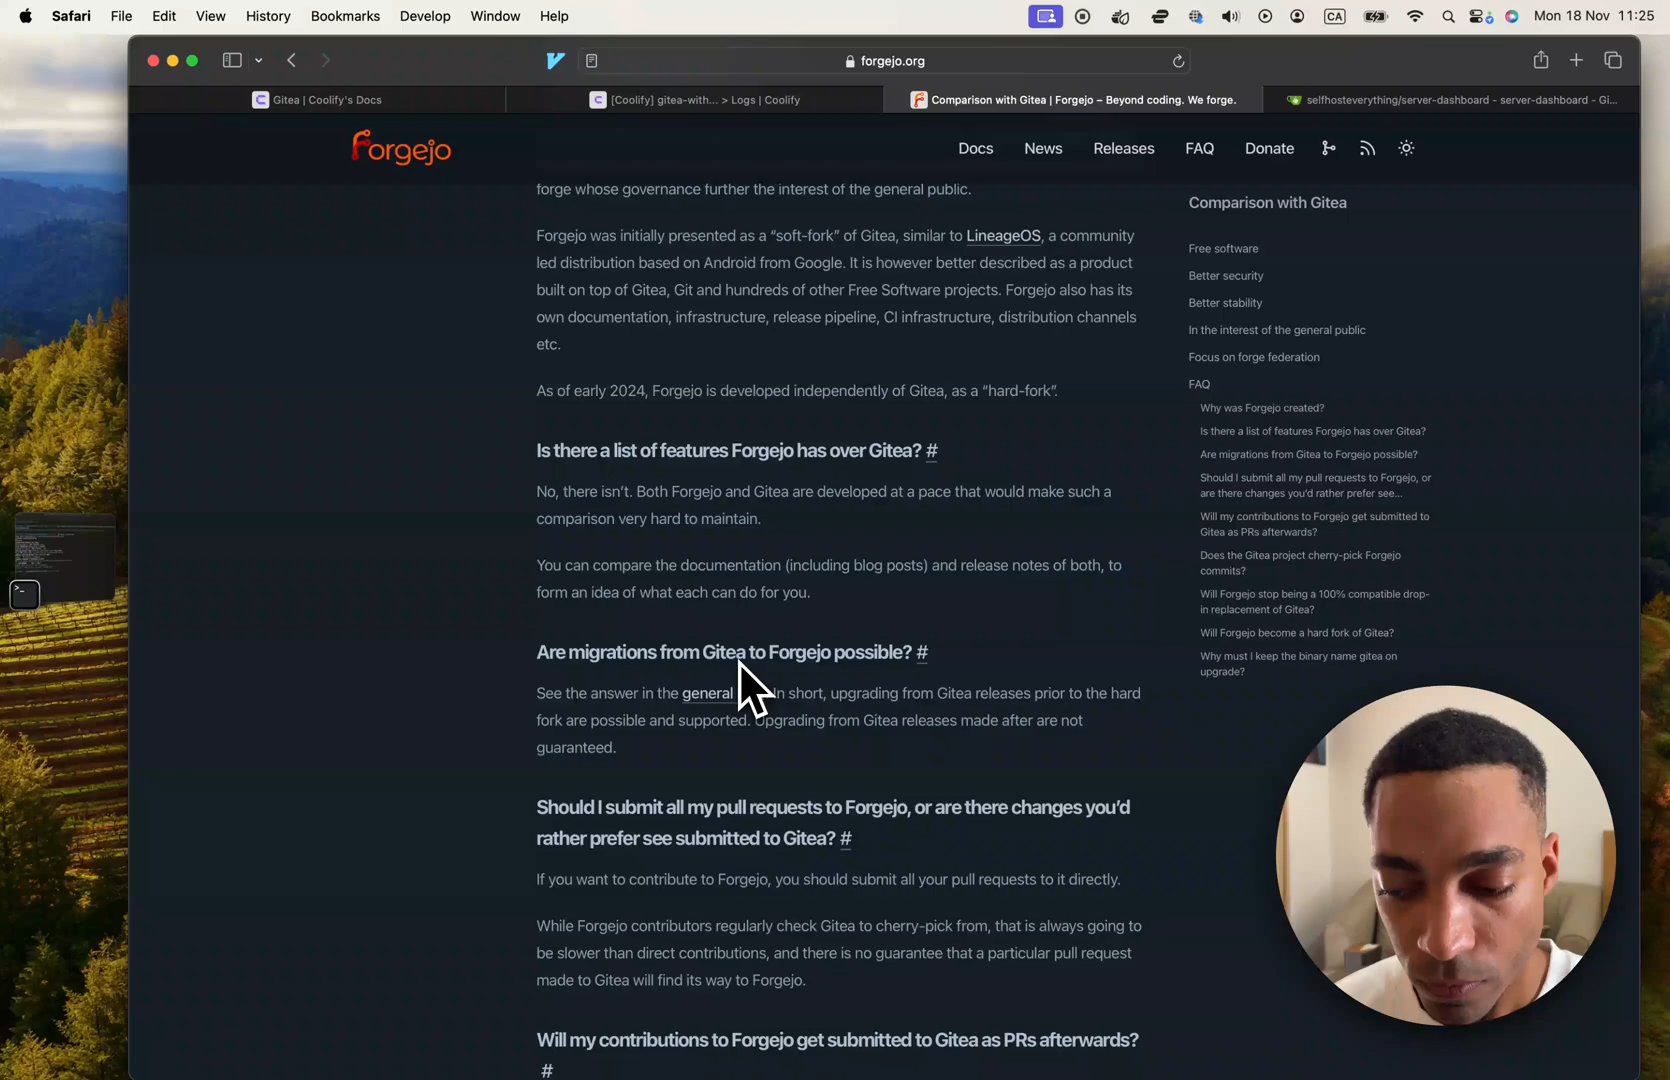 Safari File Edit View History Bookmarks Develop Window Help CA Mon 18 Nov 11:25
forgejo.org
Gitea | Coolify's Docs
[Coolify] gitea-with... > Logs | Coolify
Comparison with Gitea | Forgejo – Beyond coding. We forge.
selfhosteverything/server-dashboard - server-dashboard - Gi...
forgejo
Docs News Releases FAQ Donate
forge whose governance further the interest of the general public.
Forgejo was initially presented as a “soft-fork” of Gitea, similar to LineageOS, a community
led distribution based on Android from Google. It is however better described as a product
built on top of Gitea, Git and hundreds of other Free Software projects. Forgejo also has its
own documentation, infrastructure, release pipeline, CI infrastructure, distribution channels
etc.
As of early 2024, Forgejo is developed independently of Gitea, as a “hard-fork”.
Is there a list of features Forgejo has over Gitea? #
No, there isn’t. Both Forgejo and Gitea are developed at a pace that would make such a
comparison very hard to maintain.
You can compare the documentation (including blog posts) and release notes of both, to
form an idea of what each can do for you.
Are migrations from Gitea to Forgejo possible? #
See the answer in the general In short, upgrading from Gitea releases prior to the hard
fork are possible and supported. Upgrading from Gitea releases made after are not
guaranteed.
Should I submit all my pull requests to Forgejo, or are there changes you’d
rather prefer see submitted to Gitea? #
If you want to contribute to Forgejo, you should submit all your pull requests to it directly.
While Forgejo contributors regularly check Gitea to cherry-pick from, that is always going to
be slower than direct contributions, and there is no guarantee that a particular pull request
made to Gitea will find its way to Forgejo.
Will my contributions to Forgejo get submitted to Gitea as PRs afterwards?
#
Comparison with Gitea
Free software
Better security
Better stability
In the interest of the general public
Focus on forge federation
FAQ
Why was Forgejo created?
Is there a list of features Forgejo has over Gitea?
Are migrations from Gitea to Forgejo possible?
Should I submit all my pull requests to Forgejo, or
are there changes you’d rather prefer see...
Will my contributions to Forgejo get submitted to
Gitea as PRs afterwards?
Does the Gitea project cherry-pick Forgejo
commits?
Will Forgejo stop being a 100% compatible drop-
in replacement of Gitea?
Will Forgejo become a hard fork of Gitea?
Why must I keep the binary name gitea on
upgrade?